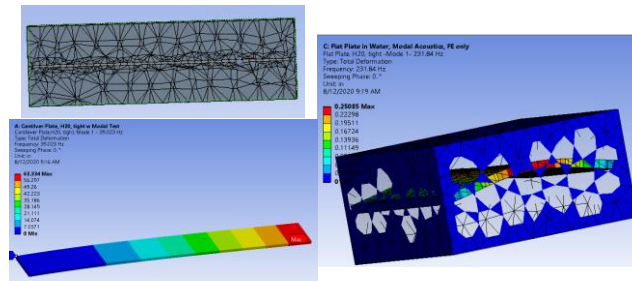 A: Cantilver Plate, H20, tight w Modal Test
Cantilever Plate,H20, tight- Mode 1 - 39.023 Hz
Type: Total Deformation
Frequency: 39.023 Hz
Sweeping Phase: 0. °
Unit: in
8/12/2020 9:16 AM
63.334 Max
56.297
49.26
42.223
35.186
28.149
21.111
14.074
7.0371
0 Min
Max
C: Flat Plate in Water, Modal Acoustics, FE only
Flat Plate, H20, tight -Mode 1- 231.84 Hz
Type: Total Deformation
Frequency: 231.84 Hz
Sweeping Phase: 0. °
Unit: in
8/12/2020 9:19 AM
0.25085 Max
0.22298
0.19511
0.16724
0.13936
0.11149